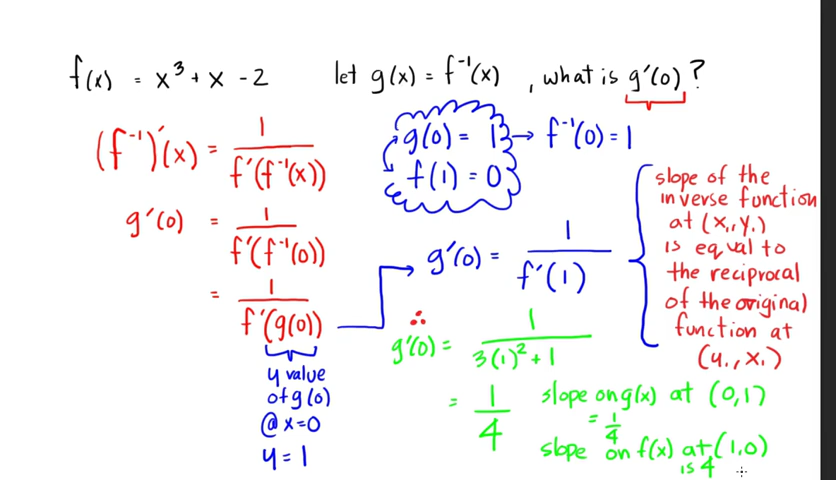 f(x) = x³ + x - 2 let g(x) = f⁻¹(x) , what is g'(0) ?
(f⁻¹)'(x) = 1 / f'(f⁻¹(x))
g'(0) = 1 / f'(f⁻¹(0))
= 1 / f'(g(0))
y value
of g(0)
@ x=0
y = 1
g(0) = 1 → f⁻¹(0) = 1
f(1) = 0
g'(0) = 1 / f'(1)
slope of the
inverse function
at (x₁, y₁)
is equal to
the reciprocal
of the original
function at
(y₁, x₁)
∴
g'(0) = 1 / 3(1)² + 1
= 1 / 4
slope on g(x) at (0,1)
= 1/4
slope on f(x) at (1,0)
is 4